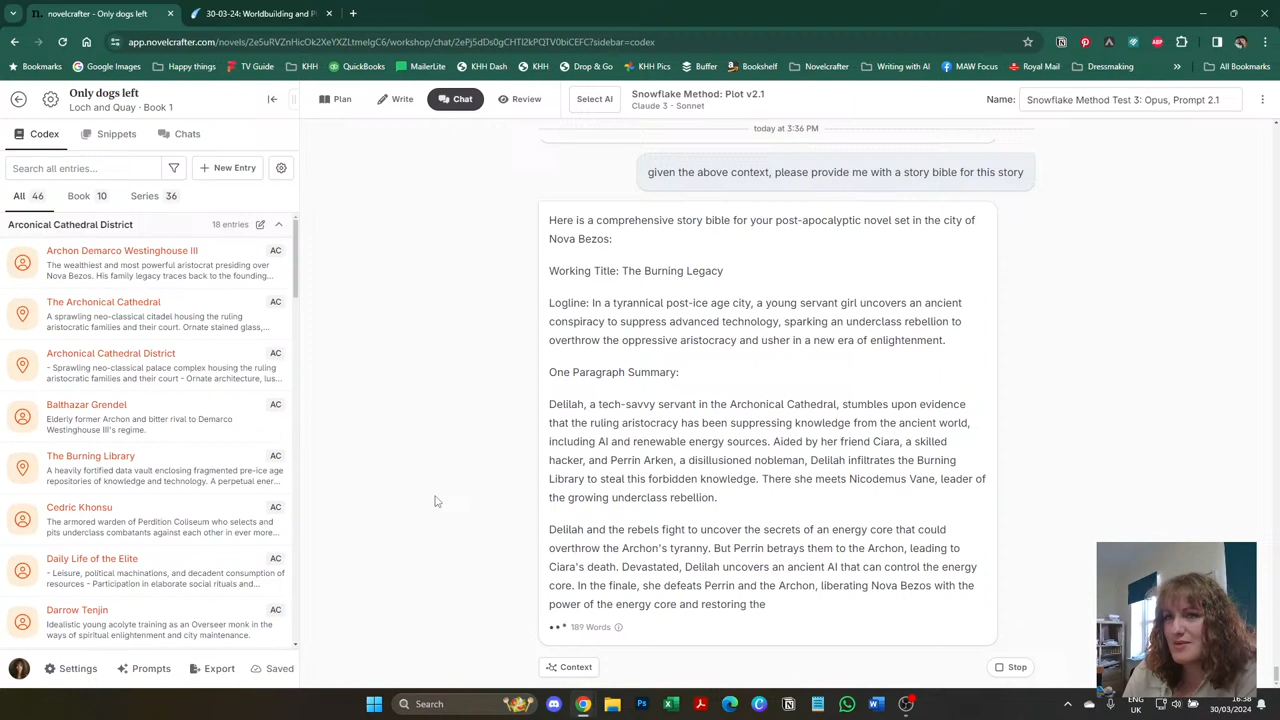 novelcrafter - Only dogs left
30-03-24: Worldbuilding and P
app.novelcrafter.com/novels/2e5uRVZnHicOk2XeYXZLtmeIgC6/workshop/chat/2ePj5dDs0gCHTl2kPQTV0biCEFC?sidebar=codex
Bookmarks
Google Images
Happy things
TV Guide
KHH
QuickBooks
MailerLite
KHH Dash
KHH
Drop & Go
KHH Pics
Buffer
Bookshelf
Novelcrafter
Writing with AI
MAW Focus
Roar
Dressmaking
All Bookmarks
Only dogs left
Loch and Quay - Book 1
Plan
Write
Chat
Review
Select AI
Snowflake Method: Plot v2.1
Claude 3 - Sonnet
Name:
Snowflake Method Test 3: Opus, Prompt 2.1
Codex
Snippets
Chats
Search all entries...
New Entry
All 46
Book 10
Series 36
Arconical Cathedral District
18 entries
Archon Demarco Westinghouse III
AC
The wealthiest and most powerful aristocrat presiding over
Nova Bezos. His family legacy traces back to the founding...
The Archonical Cathedral
AC
A sprawling neo-classical citadel housing the ruling
aristocratic families and their court. Ornate stained glass,...
Archonical Cathedral District
AC
- Sprawling neo-classical palace complex housing the ruling
aristocratic families and their court - Ornate architecture, lus...
Balthazar Grendel
AC
Elderly former Archon and bitter rival to Demarco
Westinghouse III's regime.
The Burning Library
AC
A heavily fortified data vault enclosing fragmented pre-ice age
repositories of knowledge and technology. A perpetual ener...
Cedric Khonsu
AC
The armored warden of Perdition Coliseum who selects and
pits underclass combatants against each other in ever more...
Daily Life of the Elite
AC
- Leisure, political machinations, and decadent consumption of
resources - Participation in elaborate social rituals and...
Darrow Tenjin
AC
Idealistic young acolyte training as an Overseer monk in the
ways of spiritual enlightenment and city maintenance.
Settings
Prompts
Export
Saved
today at 3:36 PM
given the above context, please provide me with a story bible for this story
Here is a comprehensive story bible for your post-apocalyptic novel set in the city of
Nova Bezos:
Working Title: The Burning Legacy
Logline: In a tyrannical post-ice age city, a young servant girl uncovers an ancient
conspiracy to suppress advanced technology, sparking an underclass rebellion to
overthrow the oppressive aristocracy and usher in a new era of enlightenment.
One Paragraph Summary:
Delilah, a tech-savvy servant in the Archonical Cathedral, stumbles upon evidence
that the ruling aristocracy has been suppressing knowledge from the ancient world,
including AI and renewable energy sources. Aided by her friend Ciara, a skilled
hacker, and Perrin Arken, a disillusioned nobleman, Delilah infiltrates the Burning
Library to steal this forbidden knowledge. There she meets Nicodemus Vane, leader of
the growing underclass rebellion.
Delilah and the rebels fight to uncover the secrets of an energy core that could
overthrow the Archon's tyranny. But Perrin betrays them to the Archon, leading to
Ciara's death. Devastated, Delilah uncovers an ancient AI that can control the energy
core. In the finale, she defeats Perrin and the Archon, liberating Nova Bezos with the
power of the energy core and restoring the
189 Words
Context
Stop
Search
ENG
UK
16:38
30/03/2024